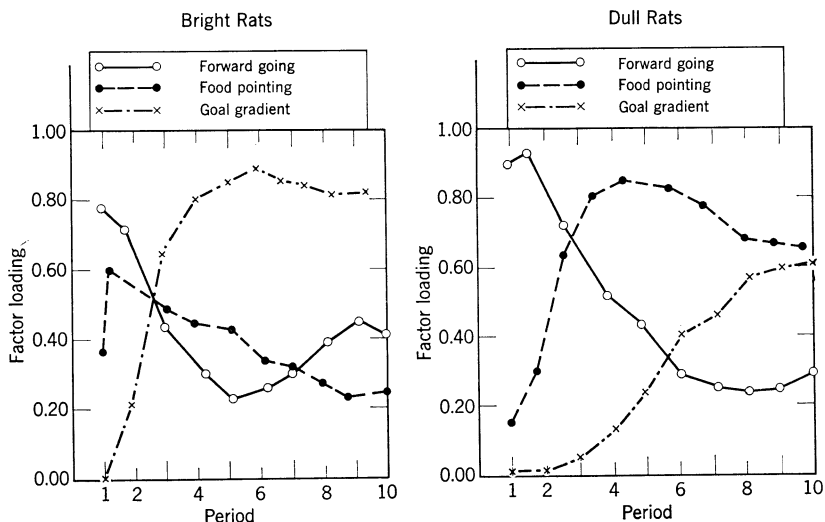 Bright Rats
Forward going
Food pointing
Goal gradient
1.00
0.80
0.60
0.40
0.20
0.00
Factor loading
1 2 4 6 8 10
Period
Dull Rats
Forward going
Food pointing
Goal gradient
1.00
0.80
0.60
0.40
0.20
0.00
Factor loading
1 2 4 6 8 10
Period